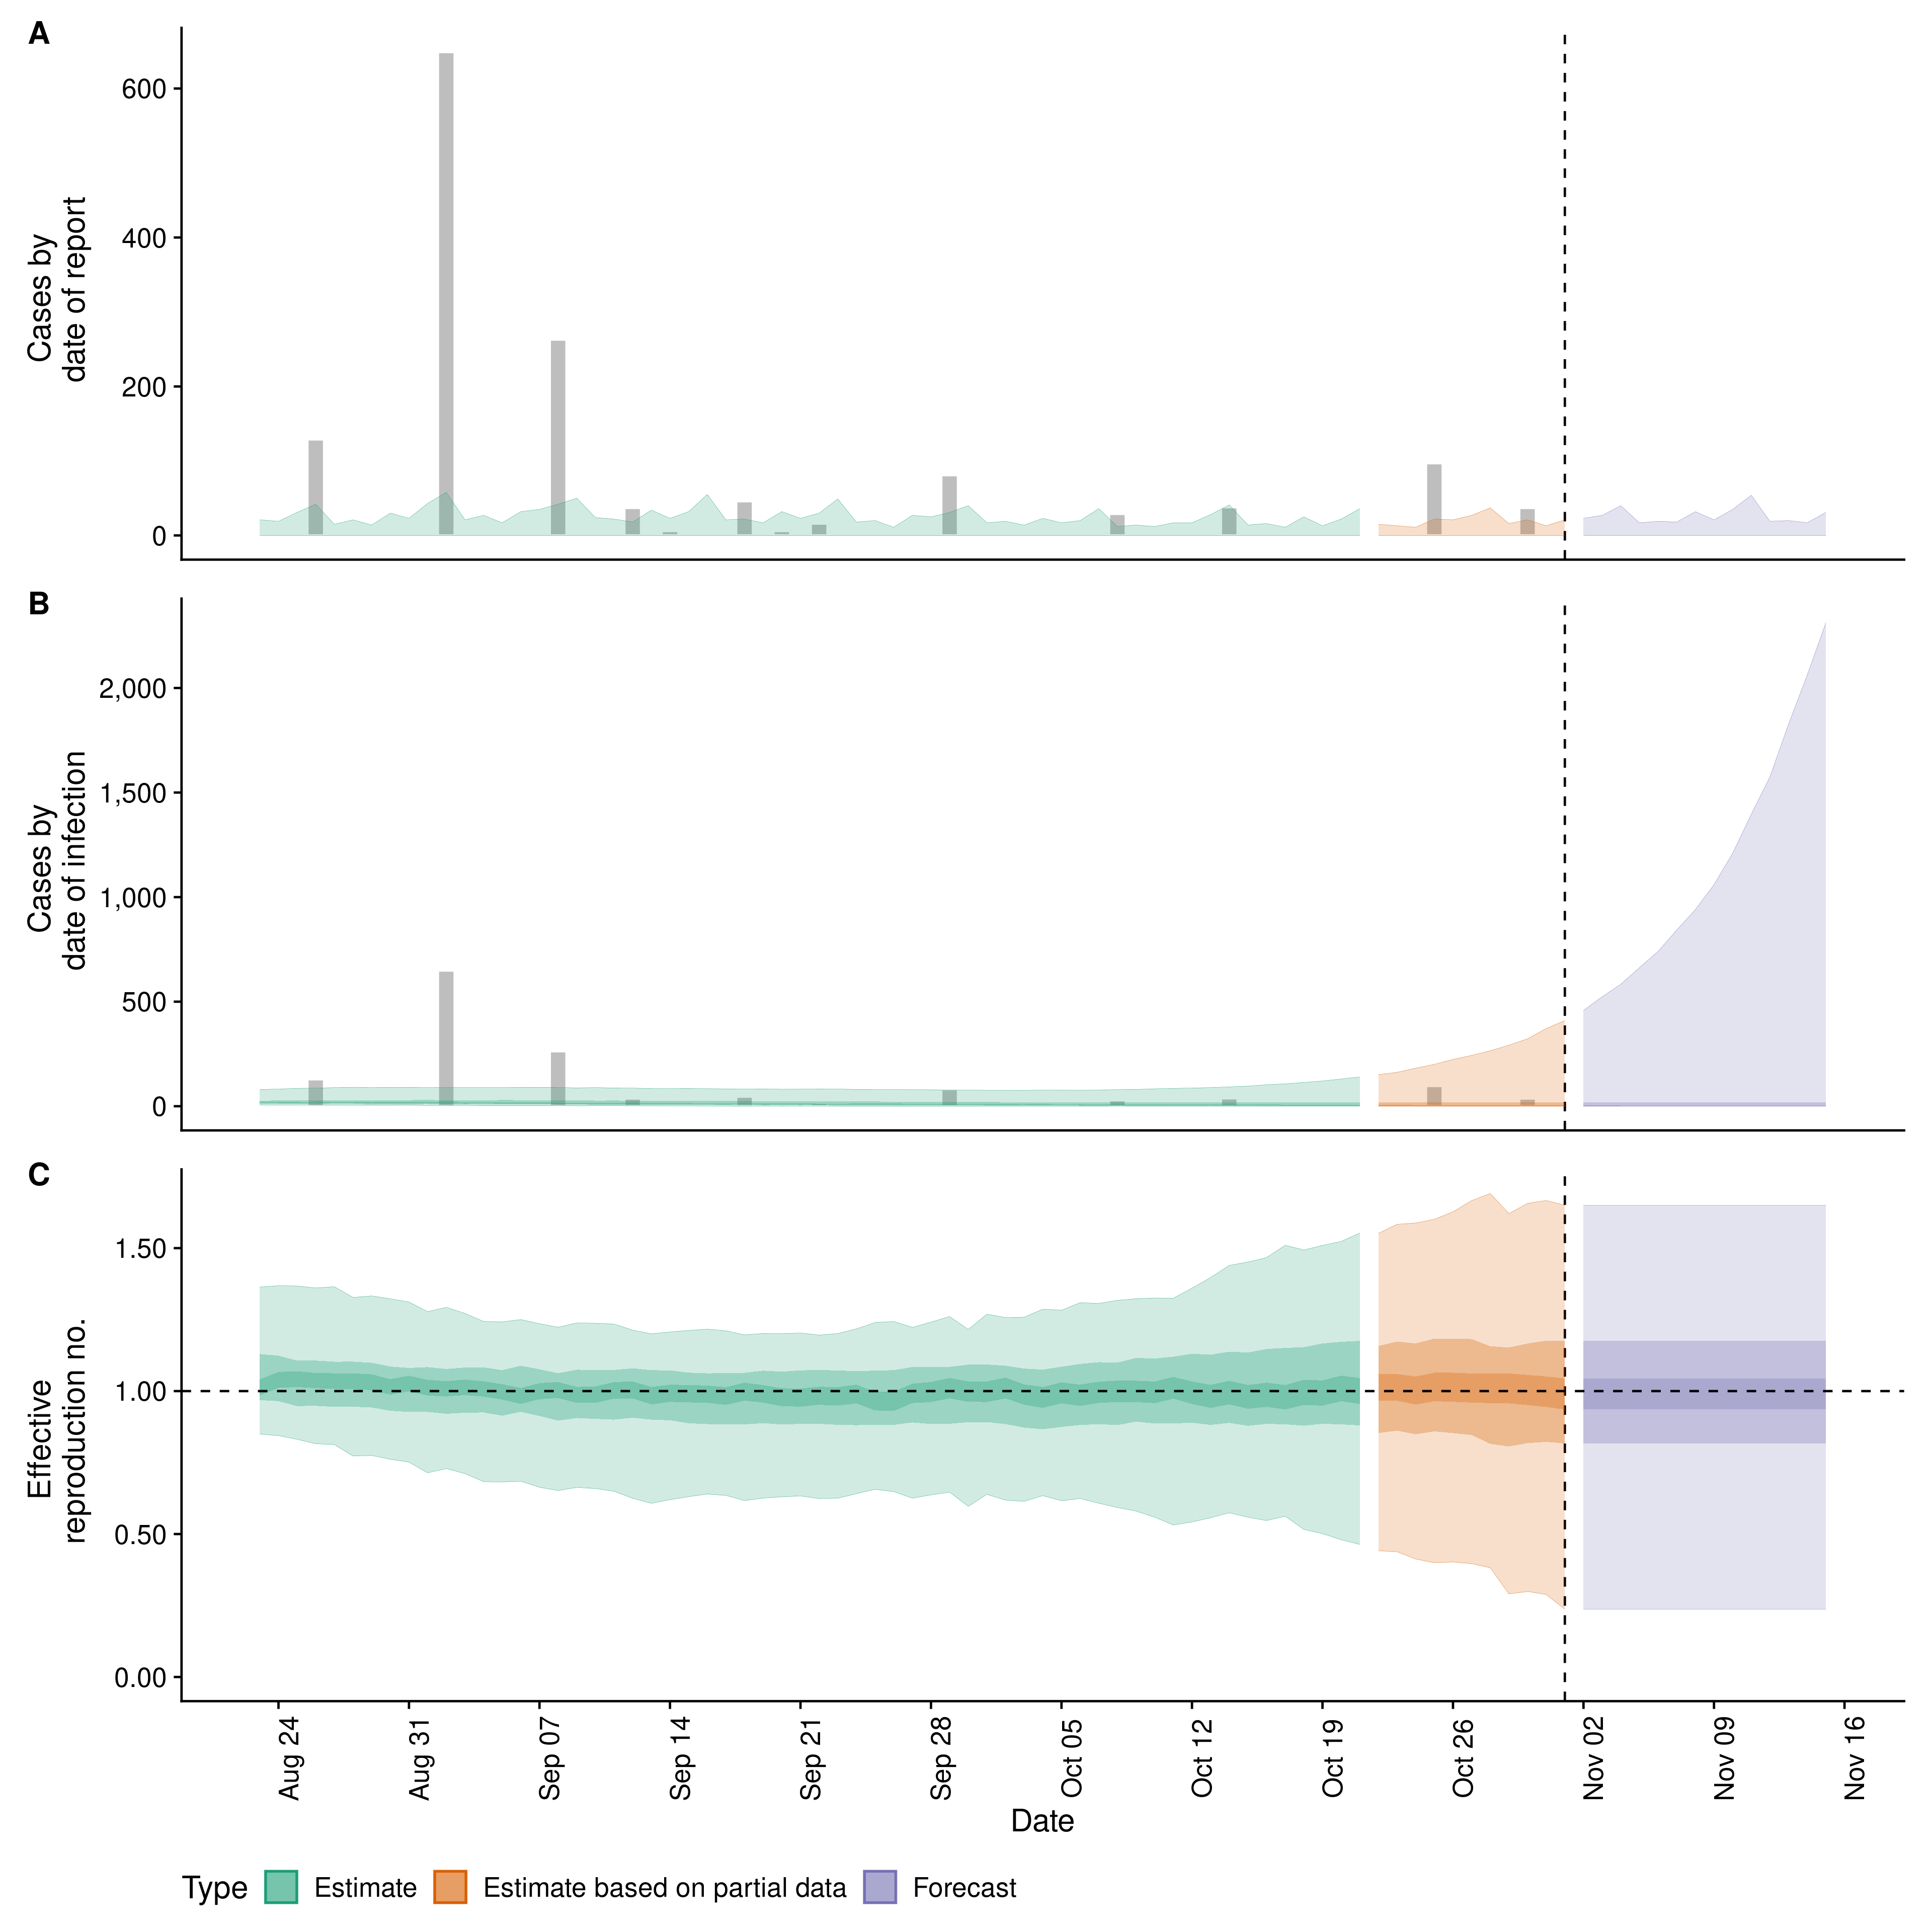 A
600
400
200
0
Cases by
date of report
B
2,000
1,500
1,000
500
0
Cases by
date of infection
C
1.50
1.00
0.50
0.00
Effective
reproduction no.
Aug 24
Aug 31
Sep 07
Sep 14
Sep 21
Sep 28
Oct 05
Oct 12
Oct 19
Oct 26
Nov 02
Nov 09
Nov 16
Date
Type Estimate Estimate based on partial data Forecast